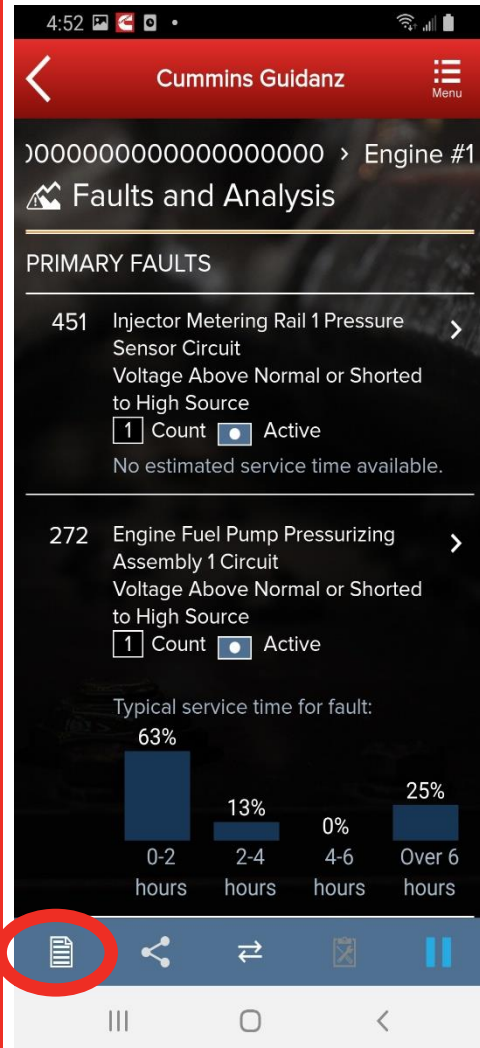 4:52
Cummins Guidanz
Menu
00000000000000000000 > Engine #1
Faults and Analysis
PRIMARY FAULTS
451 Injector Metering Rail 1 Pressure
Sensor Circuit
Voltage Above Normal or Shorted
to High Source
1 Count Active
No estimated service time available.
272 Engine Fuel Pump Pressurizing
Assembly 1 Circuit
Voltage Above Normal or Shorted
to High Source
1 Count Active
Typical service time for fault:
63%
13%
0%
25%
0-2 2-4 4-6 Over 6
hours hours hours hours